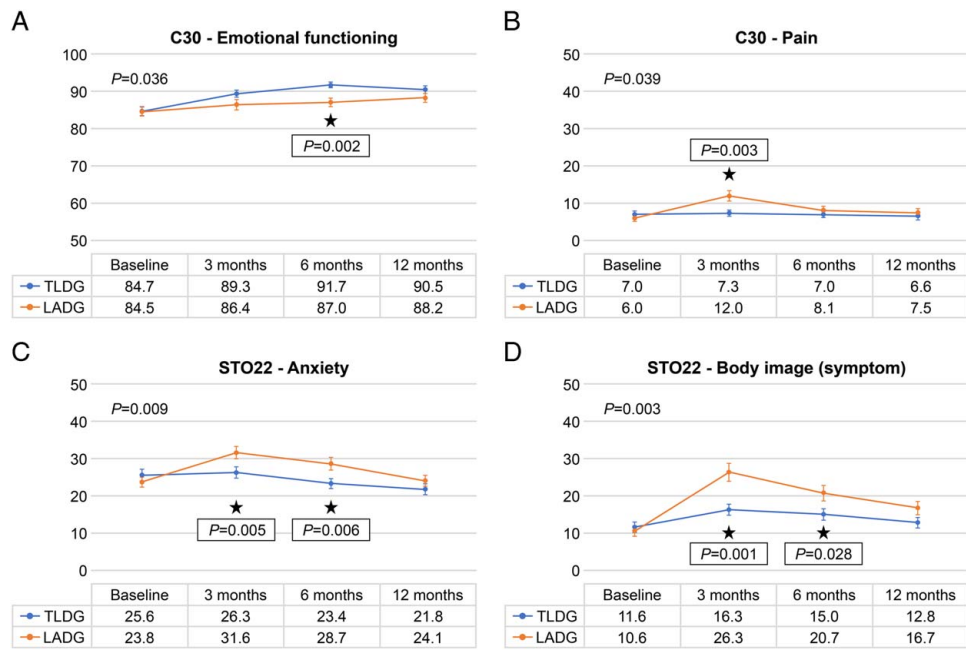 A
C30 - Emotional functioning
100
90
80
70
60
50
P=0.036
P=0.002
Baseline 3 months 6 months 12 months
TLDG 84.7 89.3 91.7 90.5
LADG 84.5 86.4 87.0 88.2
B
C30 - Pain
50
40
30
20
10
0
P=0.039
P=0.003
Baseline 3 months 6 months 12 months
TLDG 7.0 7.3 7.0 6.6
LADG 6.0 12.0 8.1 7.5
C
STO22 - Anxiety
50
40
30
20
10
0
P=0.009
P=0.005 P=0.006
Baseline 3 months 6 months 12 months
TLDG 25.6 26.3 23.4 21.8
LADG 23.8 31.6 28.7 24.1
D
STO22 - Body image (symptom)
50
40
30
20
10
0
P=0.003
P=0.001 P=0.028
Baseline 3 months 6 months 12 months
TLDG 11.6 16.3 15.0 12.8
LADG 10.6 26.3 20.7 16.7